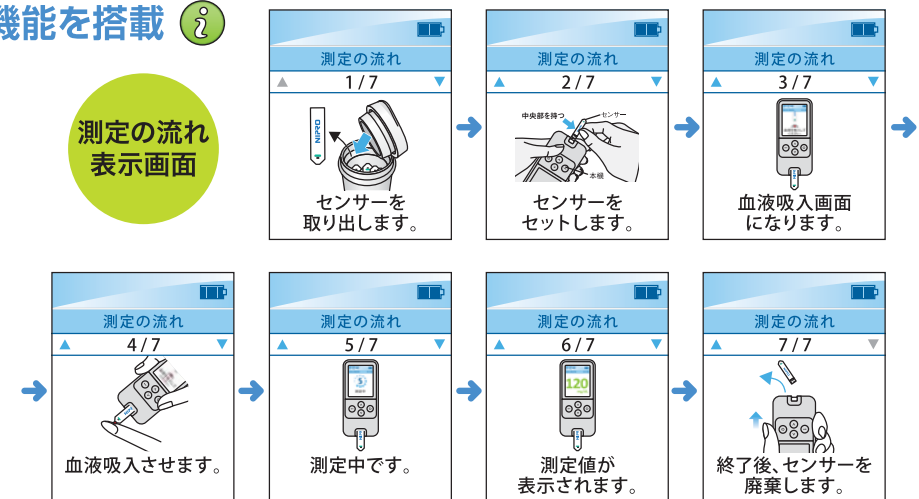 機能を搭載 i
測定の流れ
表示画面
測定の流れ
1/7
NIPRO
センサーを
取り出します。
測定の流れ
2/7
中央部を持つ
センサー
本機
センサーを
セットします。
測定の流れ
3/7
血液吸入画面
になります。
測定の流れ
4/7
血液吸入させます。
測定の流れ
5/7
5
測定中です。
測定の流れ
6/7
120
測定値が
表示されます。
測定の流れ
7/7
終了後、センサーを
廃棄します。